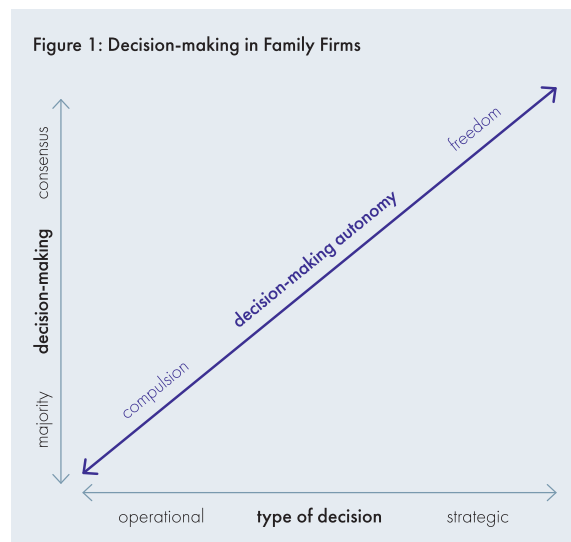 Figure 1: Decision-making in Family Firms
consensus
decision-making
majority
freedom
decision-making autonomy
compulsion
operational type of decision strategic